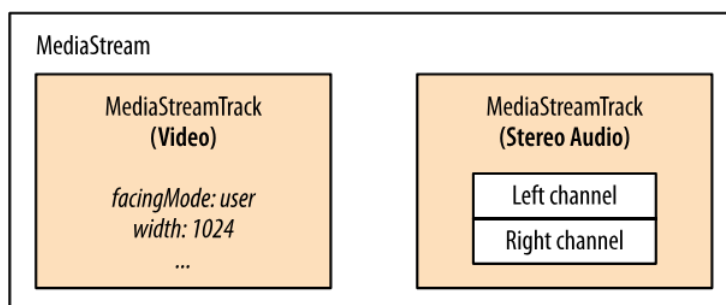 MediaStream
MediaStreamTrack
(Video)
facingMode: user
width: 1024
...
MediaStreamTrack
(Stereo Audio)
Left channel
Right channel